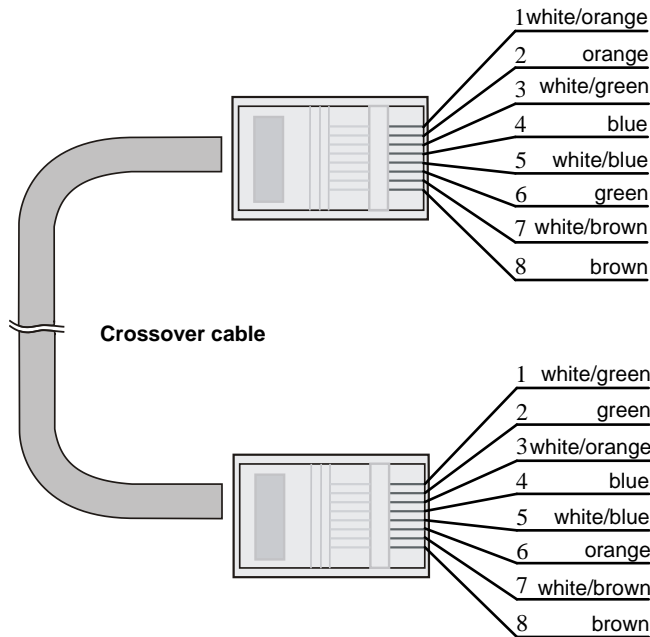 1 white/orange
2 orange
3 white/green
4 blue
5 white/blue
6 green
7 white/brown
8 brown
Crossover cable
1 white/green
2 green
3 white/orange
4 blue
5 white/blue
6 orange
7 white/brown
8 brown